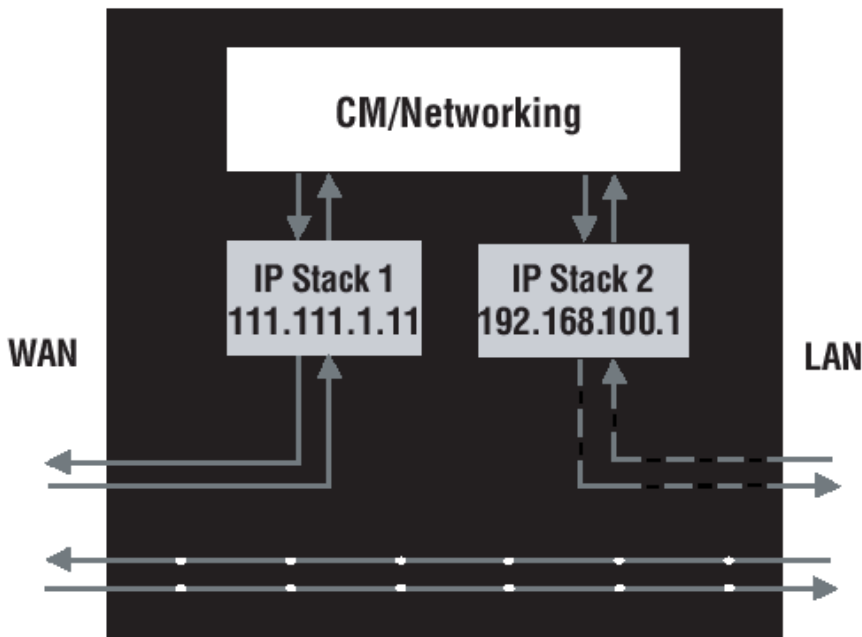 CM/Networking
IP Stack 1
111.111.1.11
IP Stack 2
192.168.100.1
WAN
LAN